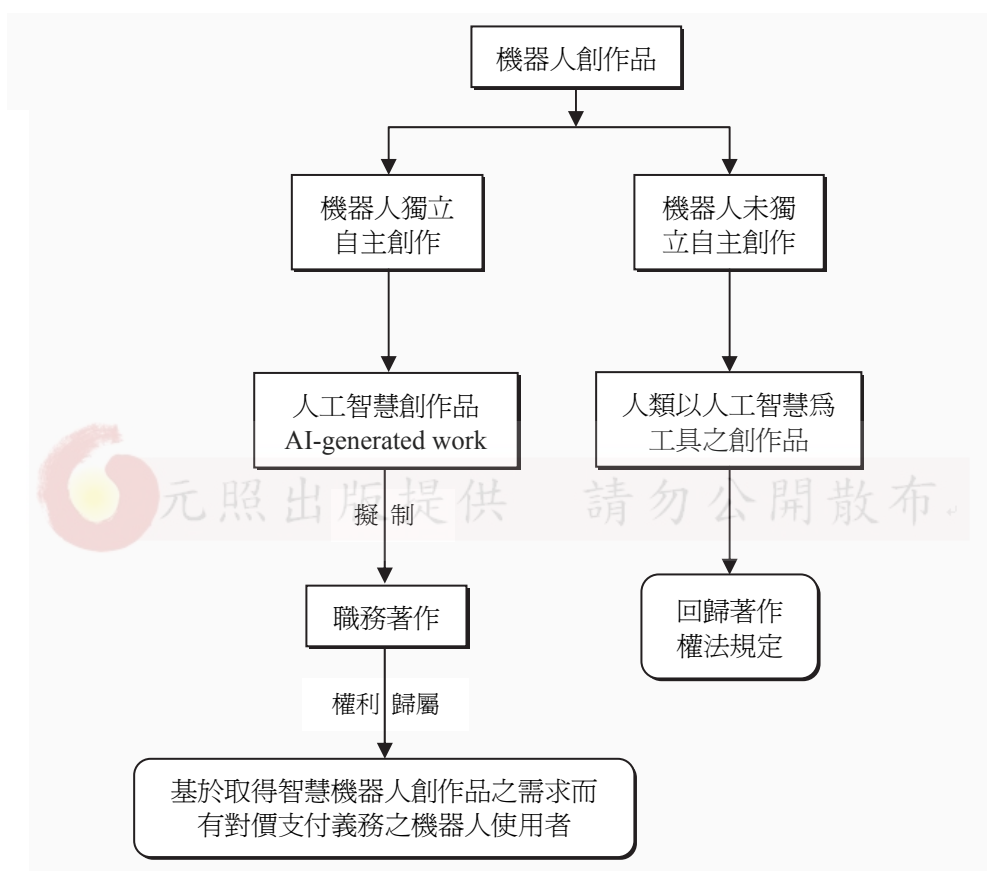 機器人創作品
機器人獨立
自主創作
機器人未獨
立自主創作
人工智慧創作品
AI-generated work
人類以人工智慧爲
工具之創作品
元照出版提供 請勿公開散布。
擬 制
職務著作
回歸著作
權法規定
權利 歸屬
基於取得智慧機器人創作品之需求而
有對價支付義務之機器人使用者